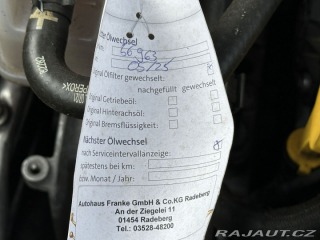 Ölwechsel
56963
05/25
original Ölfilter gewechselt:
nachgefüllt gewechselt
Original Getriebeöl:
Original Hinterachsöl:
Original Bremsflüssigkeit:
Nächster Ölwechsel
nach Serviceintervallanzeige: x
spätestens bei km:
bzw. Monat / Jahr:
Autohaus Franke GmbH & Co.KG Radeberg
An der Ziegelei 11
01454 Radeberg
Tel.: 03528-48200
RAJAUT.CZ